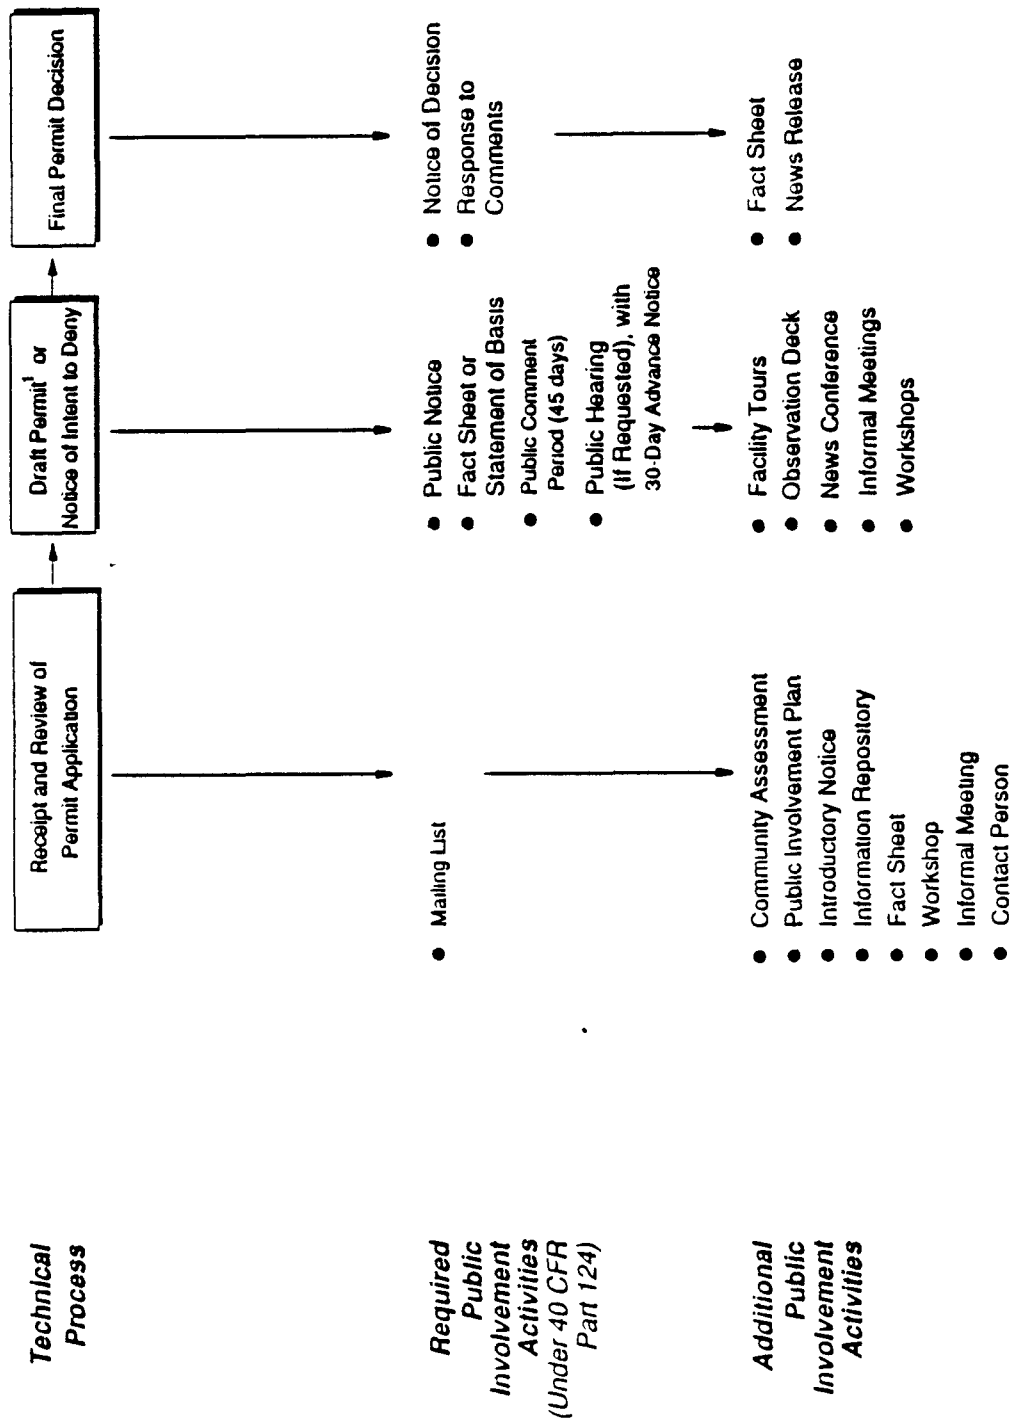 Technical
Process
Receipt and Review of
Permit Application
Draft Permit¹ or
Notice of Intent to Deny
Final Permit Decision
Required
Public
Involvement
Activities
(Under 40 CFR
Part 124)
● Mailing List
● Public Notice
● Fact Sheet or
Statement of Basis
● Public Comment
Period (45 days)
● Public Hearing
(If Requested), with
30-Day Advance Notice
● Notice of Decision
● Response to
Comments
Additional
Public
Involvement
Activities
● Community Assessment
● Public Involvement Plan
● Introductory Notice
● Information Repository
● Fact Sheet
● Workshop
● Informal Meeting
● Contact Person
● Facility Tours
● Observation Deck
● News Conference
● Informal Meetings
● Workshops
● Fact Sheet
● News Release